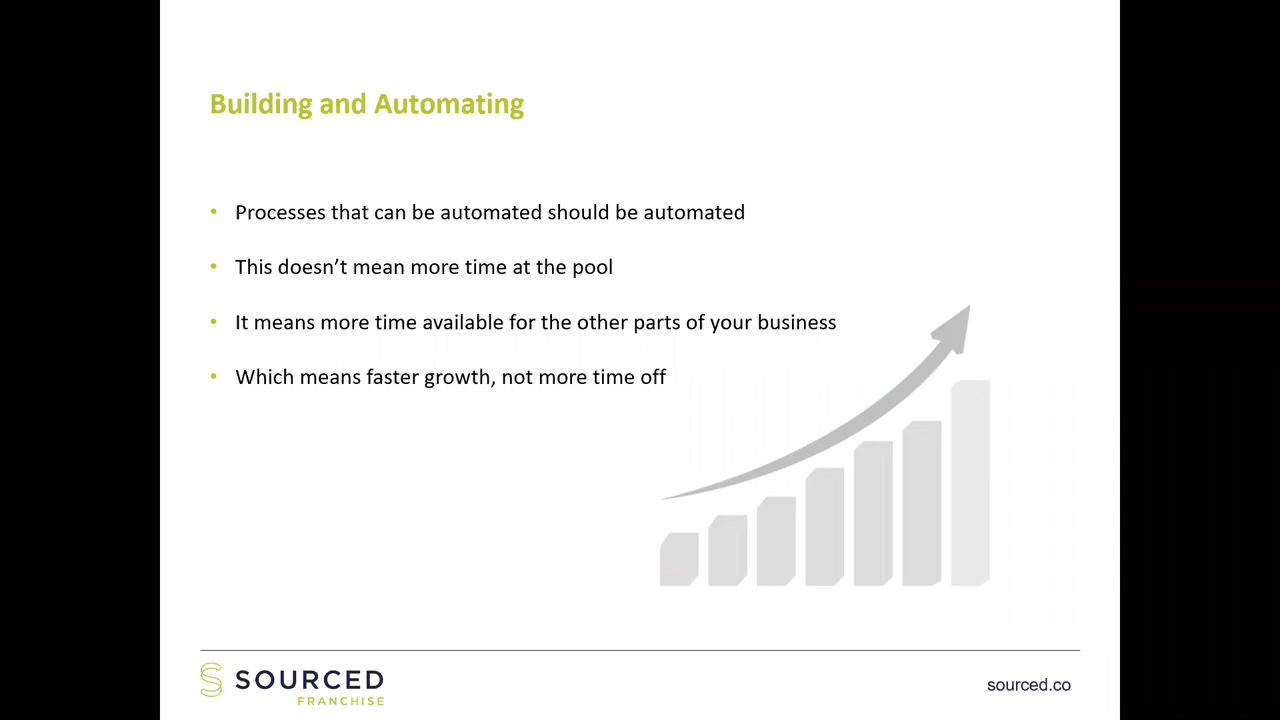 Building and Automating
• Processes that can be automated should be automated
• This doesn’t mean more time at the pool
• It means more time available for the other parts of your business
• Which means faster growth, not more time off
SOURCED
FRANCHISE
sourced.co